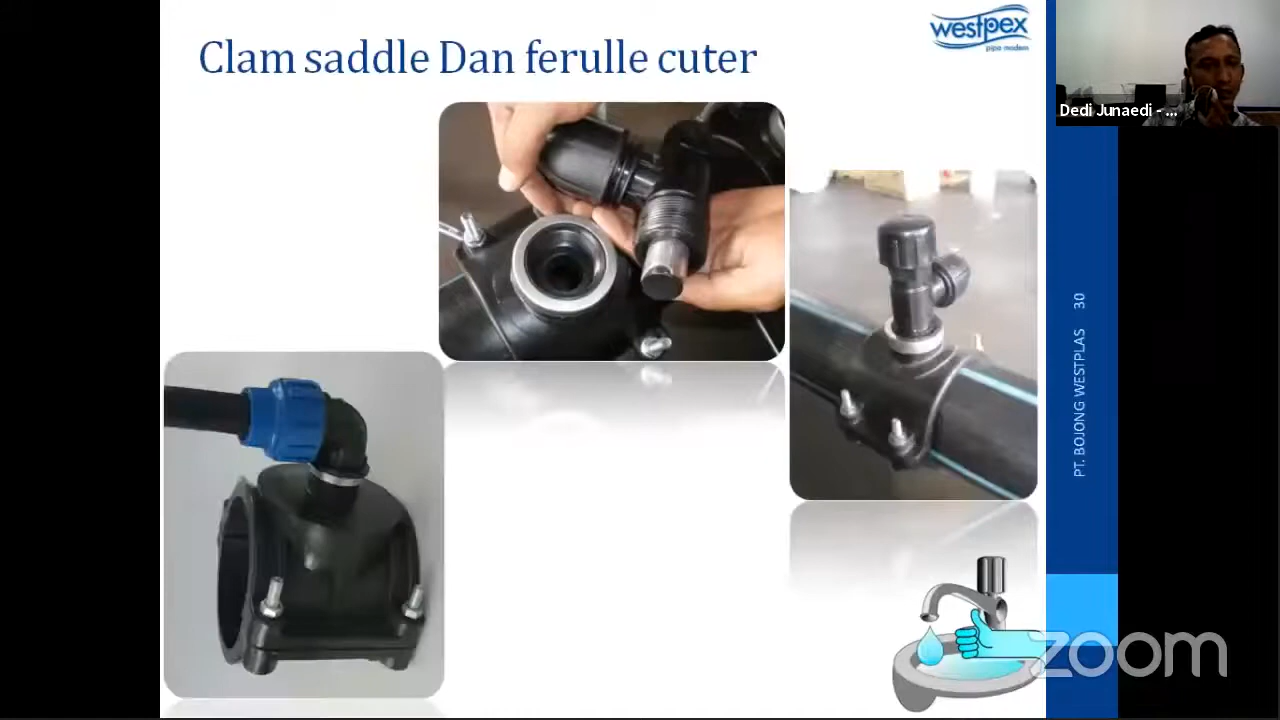 Clam saddle Dan ferulle cuter
westpex
pipa modern
Dedi Junaedi - ...
PT. BOJONG WESTPLAS 30
zoom